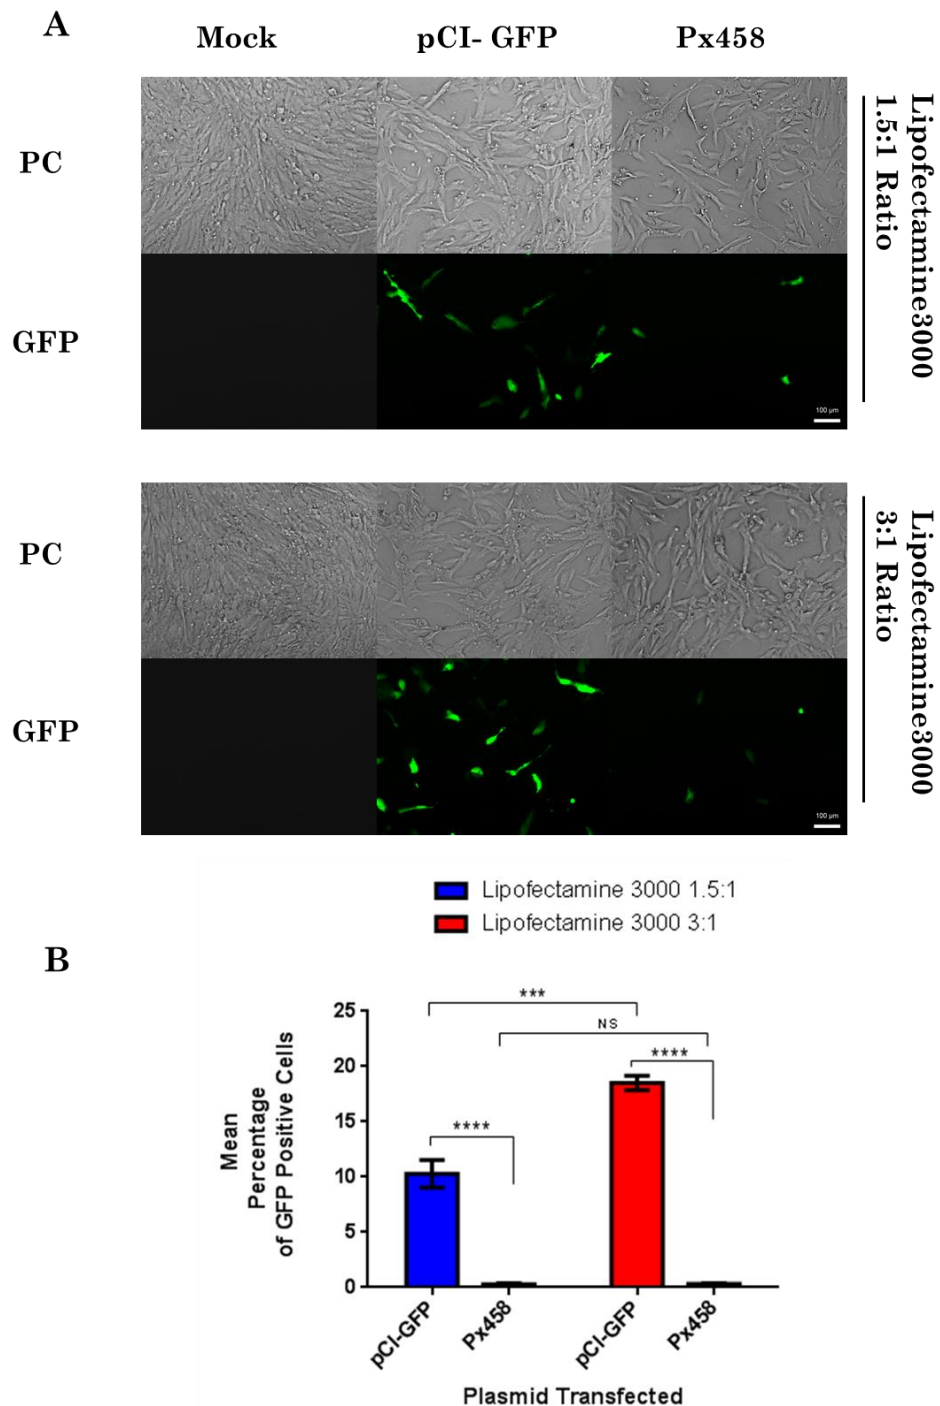 A
Mock
pCI- GFP
Px458
PC
GFP
Lipofectamine3000
1.5:1 Ratio
100 µm
PC
GFP
Lipofectamine3000
3:1 Ratio
100 µm
B
Lipofectamine 3000 1.5:1
Lipofectamine 3000 3:1
Mean
Percentage
of GFP Positive Cells
25
20
15
10
5
0
***
NS
****
****
pCI-GFP
Px458
pCI-GFP
Px458
Plasmid Transfected